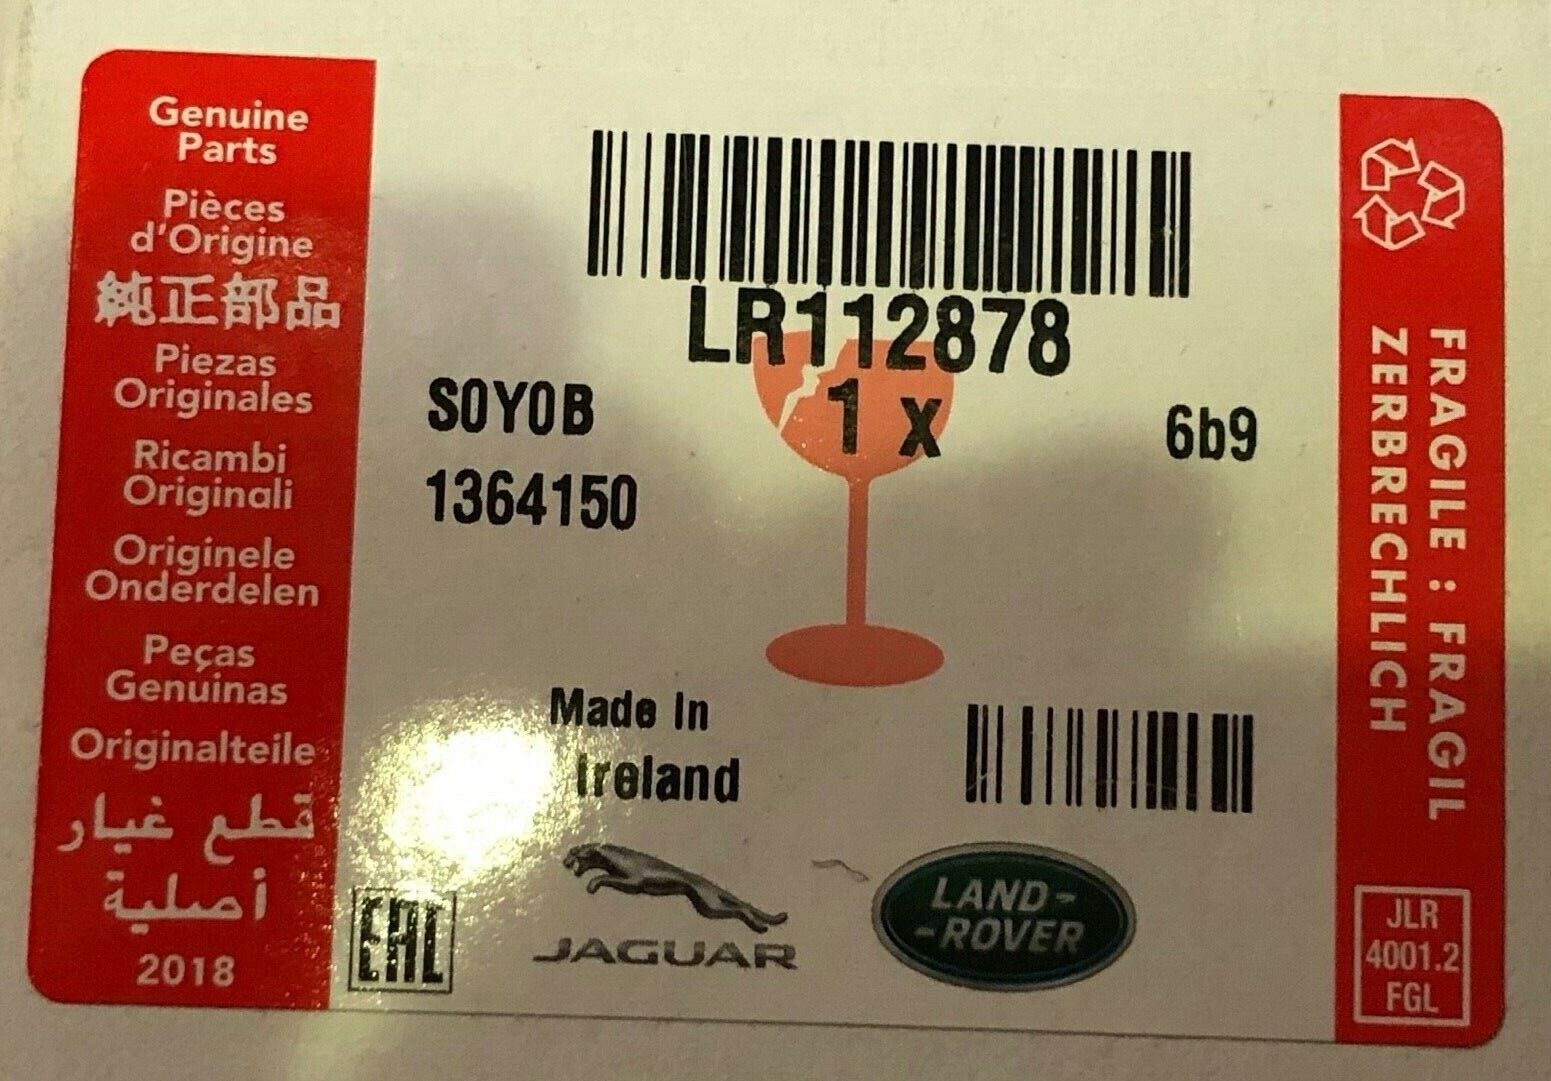 Genuine
Parts
Pièces
d'Origine
純正部品
Piezas
Originales
Ricambi
Originali
Originele
Onderdelen
Peças
Genuinas
Originalteile
قطع غيار
أصلية
2018
LR112878
S0Y0B
1 x
6b9
1364150
Made In
Ireland
EAC
JAGUAR
LAND-
-ROVER
FRAGILE : FRAGIL
ZERBRECHLICH
JLR
4001.2
FGL